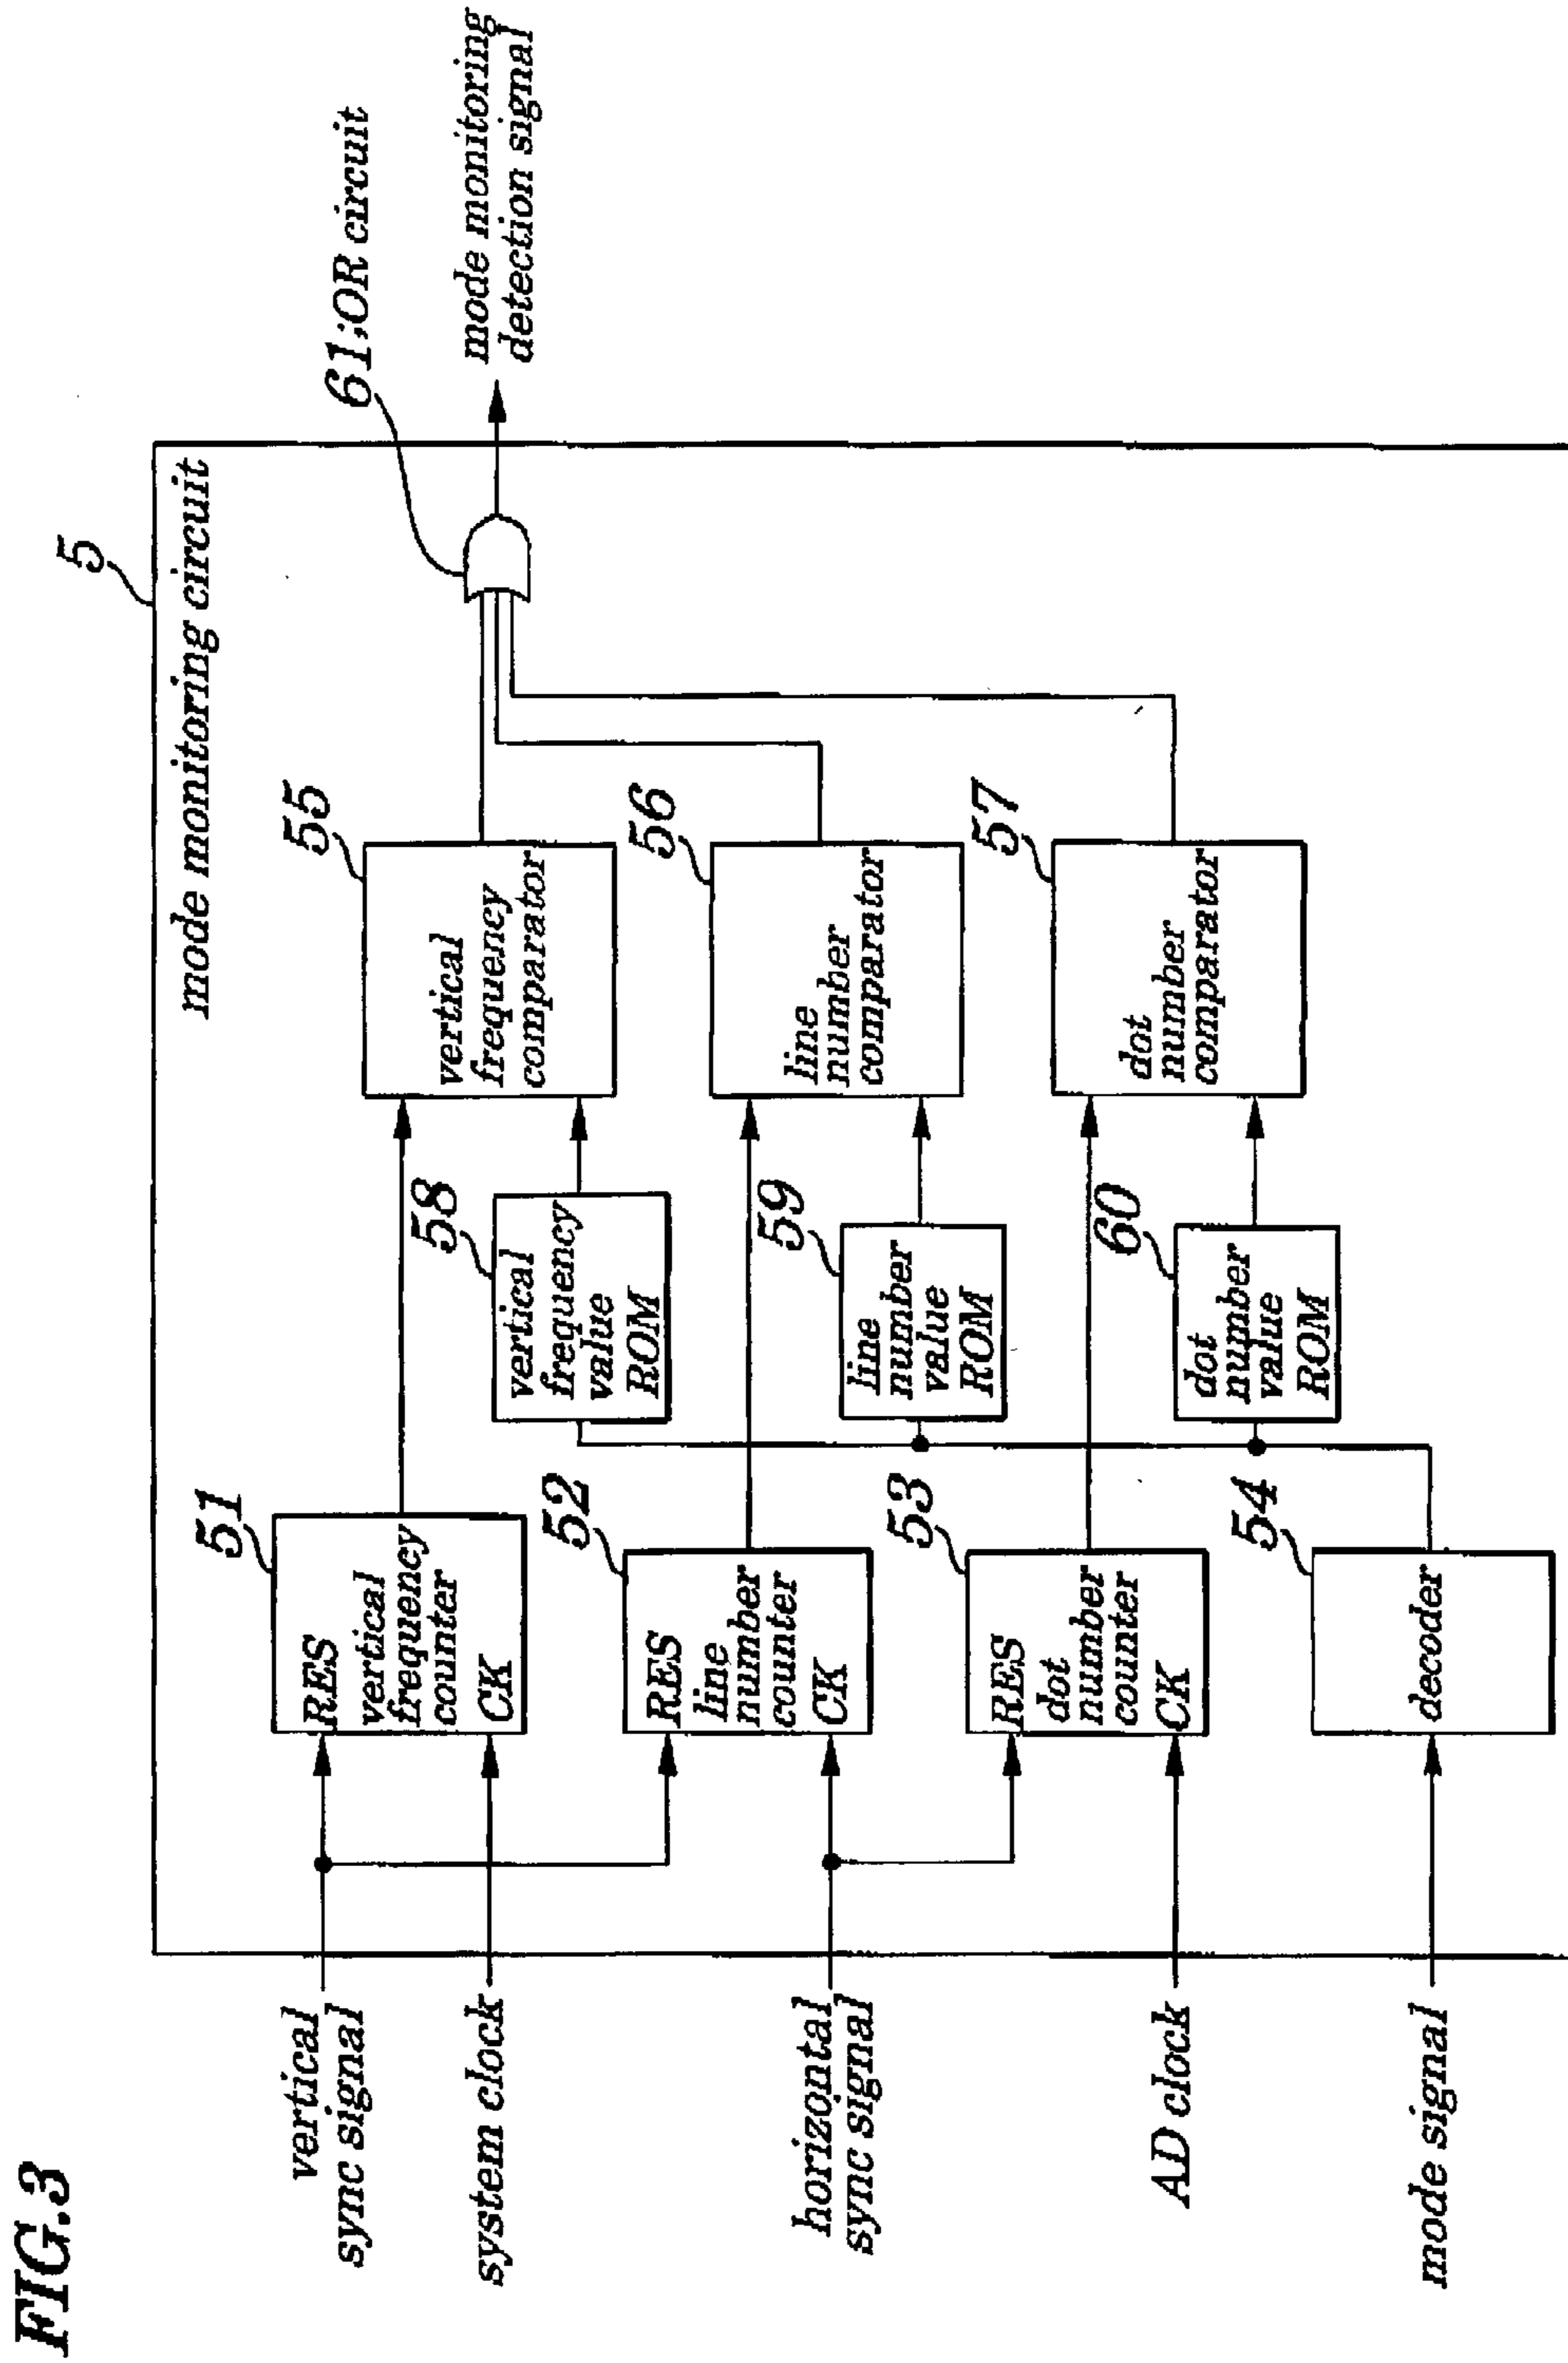 FIG.3
5
mode monitoring circuit
vertical
sync signal
system clock
horizontal
sync signal
AD clock
mode signal
51
RES
vertical
frequency
counter
CK
52
RES
line
number
counter
CK
53
RES
dot
number
counter
CK
54
decoder
58
vertical
frequency
value
ROM
59
line
number
value
ROM
60
dot
number
value
ROM
55
vertical
frequency
comparator
56
line
number
comparator
57
dot
number
comparator
61;OR circuit
mode monitoring
detection signal